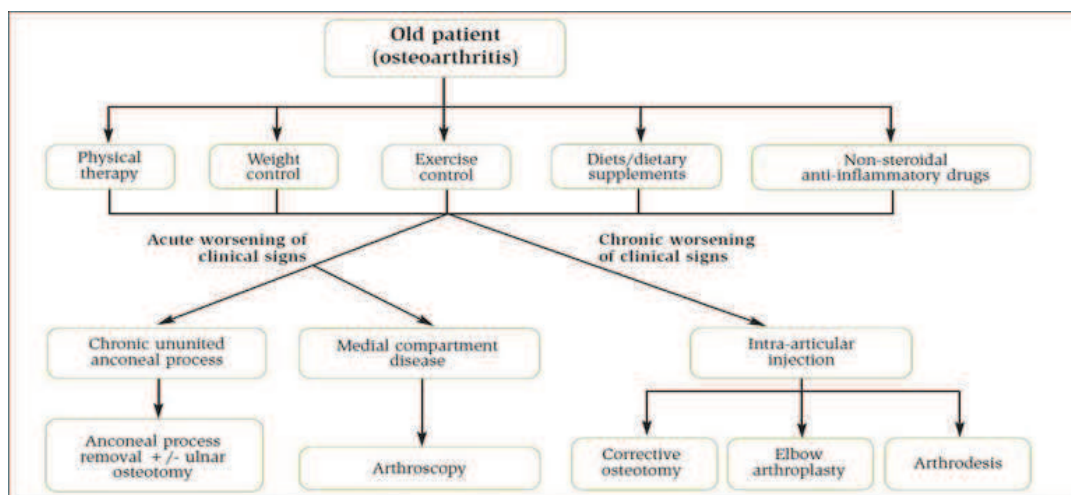 Old patient
(osteoarthritis)
Physical
therapy
Weight
control
Exercise
control
Diets/dietary
supplements
Non-steroidal
anti-inflammatory drugs
Acute worsening of
clinical signs
Chronic worsening
of clinical signs
Chronic ununited
anconeal process
Medial compartment
disease
Intra-articular
injection
Anconeal process
removal +/- ulnar
osteotomy
Arthroscopy
Corrective
osteotomy
Elbow
arthroplasty
Arthrodesis